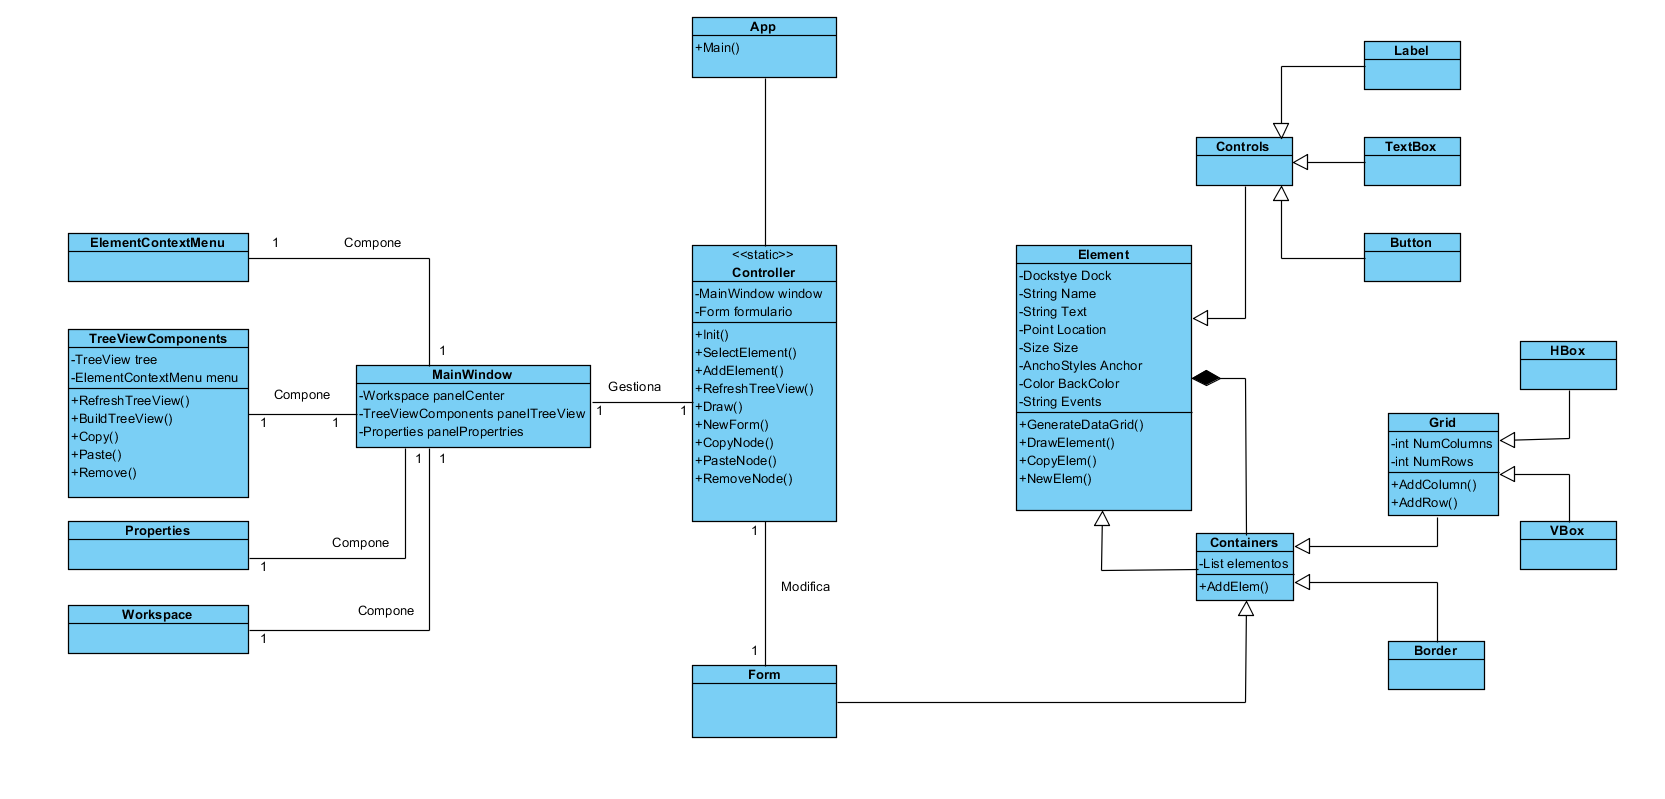 App
+Main()
Label
Controls
TextBox
Button
ElementContextMenu
1
Compone
1
TreeViewComponents
-TreeView tree
-ElementContextMenu menu
+RefreshTreeView()
+BuildTreeView()
+Copy()
+Paste()
+Remove()
Compone
1
1
MainWindow
-Workspace panelCenter
-TreeViewComponents panelTreeView
-Properties panelPropertries
1
1
Gestiona
1
1
<<static>>
Controller
-MainWindow window
-Form formulario
+Init()
+SelectElement()
+AddElement()
+RefreshTreeView()
+Draw()
+NewForm()
+CopyNode()
+PasteNode()
+RemoveNode()
1
Modifica
1
Form
Properties
Compone
1
Workspace
Compone
1
Element
-Dockstye Dock
-String Name
-String Text
-Point Location
-Size Size
-AnchoStyles Anchor
-Color BackColor
-String Events
+GenerateDataGrid()
+DrawElement()
+CopyElem()
+NewElem()
HBox
Grid
-int NumColumns
-int NumRows
+AddColumn()
+AddRow()
VBox
Containers
-List elementos
+AddElem()
Border